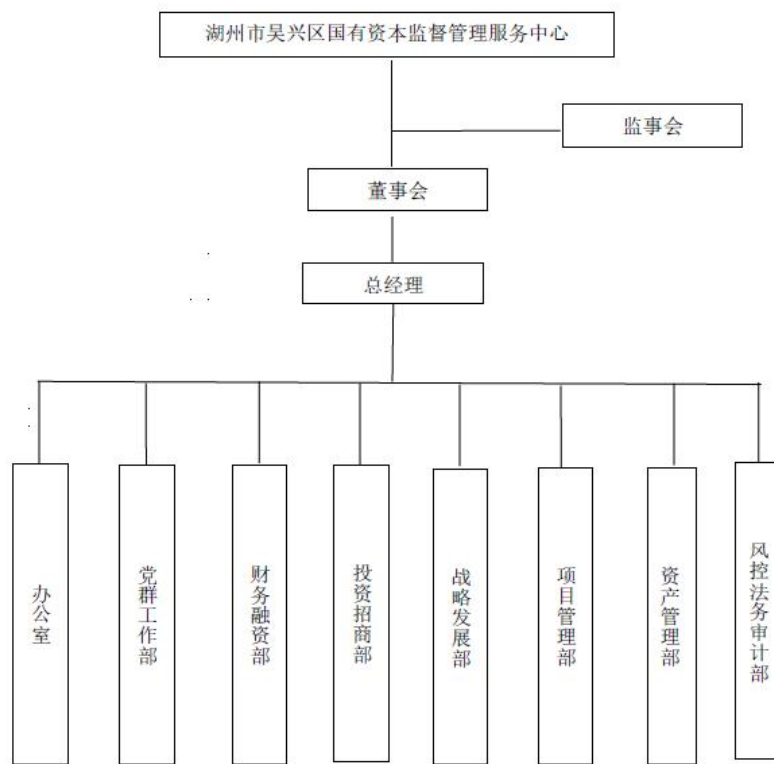 湖州市吴兴区国有资本监督管理服务中心
监事会
董事会
总经理
办公室
党群工作部
财务融资部
投资招商部
战略发展部
项目管理部
资产管理部
风控法务审计部